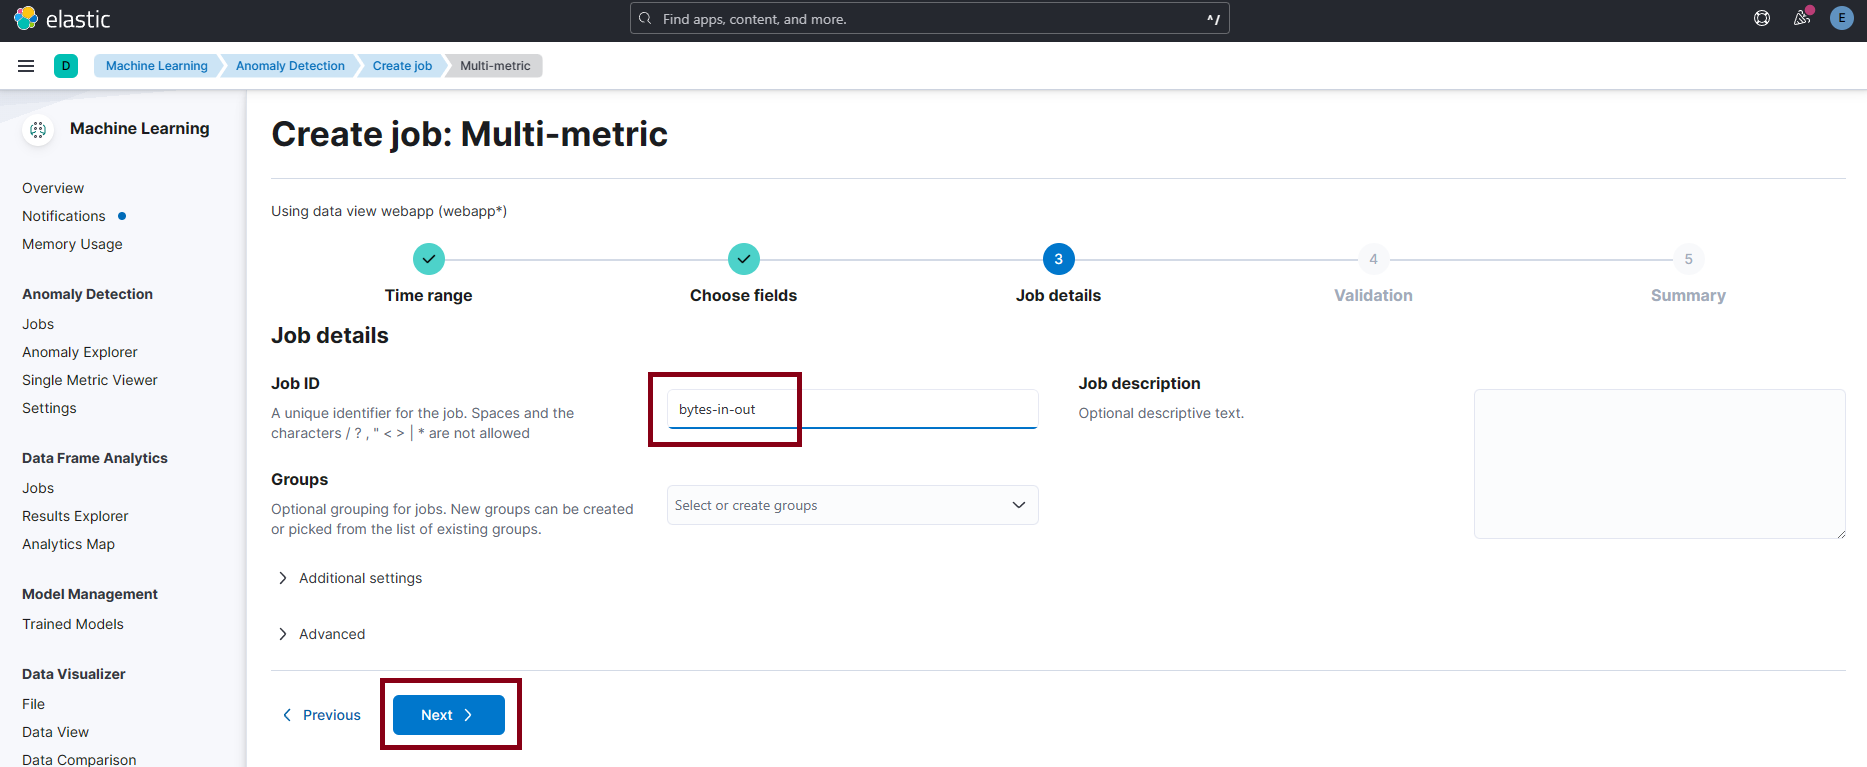 elastic
Find apps, content, and more.
^/
E
D
Machine Learning
Anomaly Detection
Create job
Multi-metric
Machine Learning
Overview
Notifications
Memory Usage
Anomaly Detection
Jobs
Anomaly Explorer
Single Metric Viewer
Settings
Data Frame Analytics
Jobs
Results Explorer
Analytics Map
Model Management
Trained Models
Data Visualizer
File
Data View
Data Comparison
Create job: Multi-metric
Using data view webapp (webapp*)
3
4
5
Time range
Choose fields
Job details
Validation
Summary
Job details
Job ID
A unique identifier for the job. Spaces and the
characters / ? , " < > | * are not allowed
bytes-in-out
Job description
Optional descriptive text.
Groups
Optional grouping for jobs. New groups can be created
or picked from the list of existing groups.
Select or create groups
Additional settings
Advanced
Previous
Next